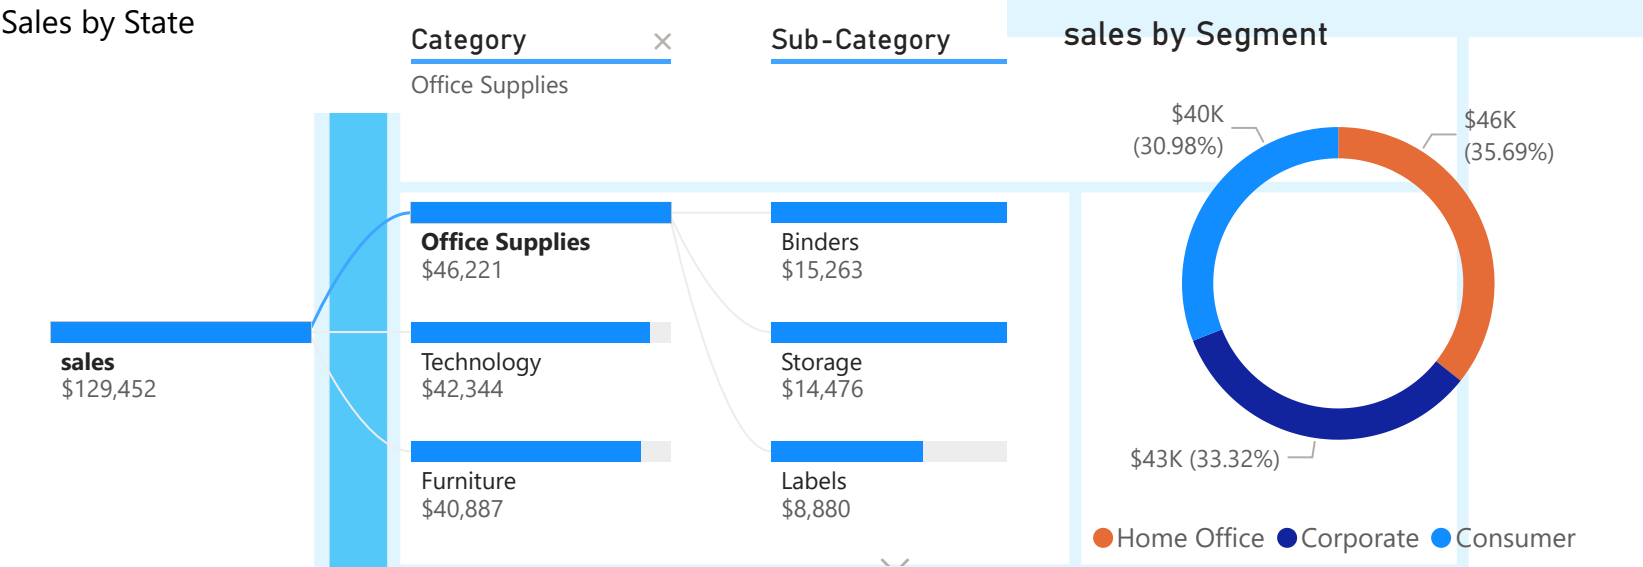 Sales by State
Category
Sub-Category
Office Supplies
Office Supplies
$46,221
Binders
$15,263
sales
$129,452
Technology
$42,344
Storage
$14,476
Furniture
$40,887
Labels
$8,880
sales by Segment
$40K
(30.98%)
$46K
(35.69%)
$43K (33.32%)
Home Office
Corporate
Consumer